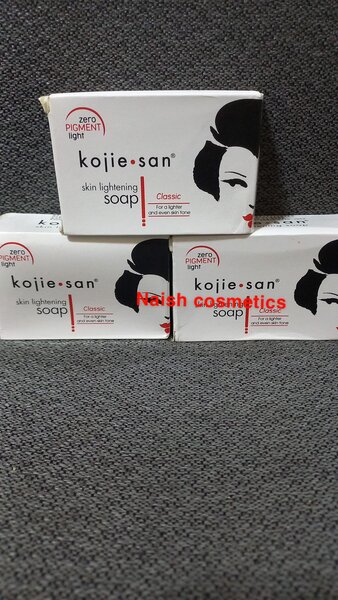 zero
PIGMENT
light
kojie•san®
skin lightening
soap
Classic
For a lighter
and even skin tone
zero
PIGMENT
light
kojie•san®
skin lightening
soap
Classic
For a lighter
and even skin tone
zero
PIGMENT
light
kojie•san®
soap
Classic
For a lighter
and even skin tone
Naish cosmetics